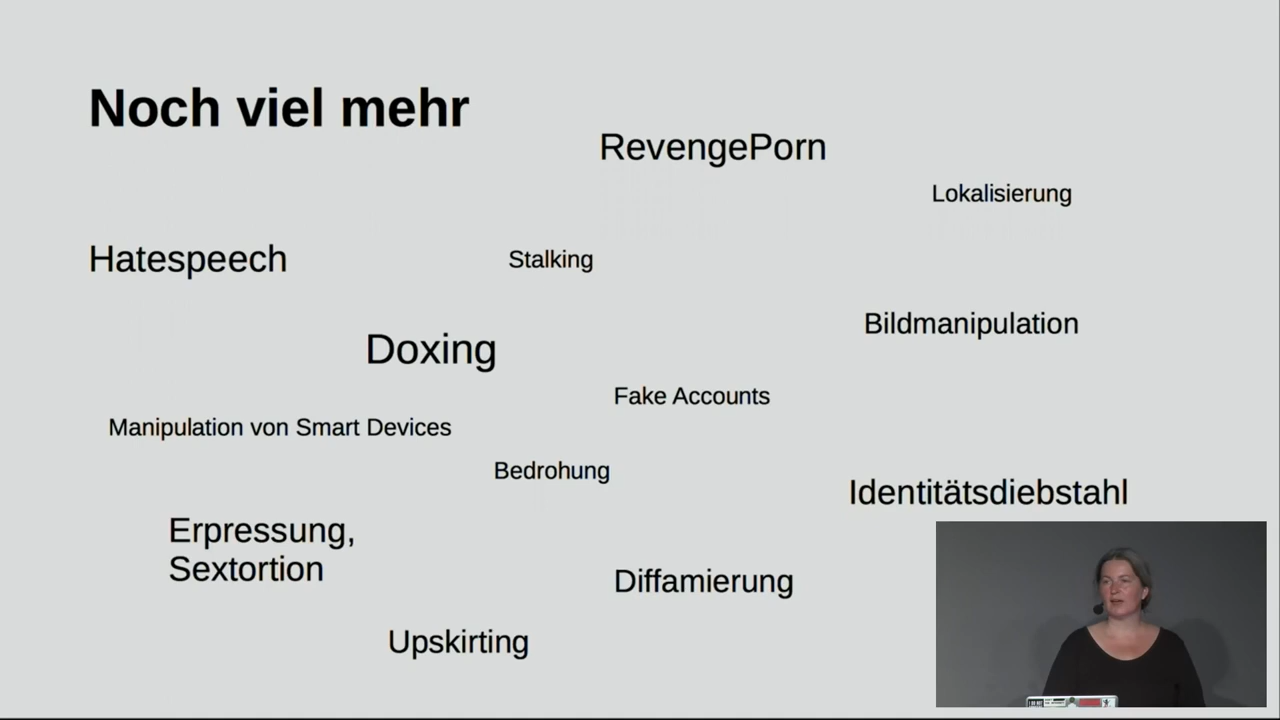 Noch viel mehr
RevengePorn
Lokalisierung
Hatespeech
Stalking
Bildmanipulation
Doxing
Fake Accounts
Manipulation von Smart Devices
Bedrohung
Identitätsdiebstahl
Erpressung,
Sextortion
Diffamierung
Upskirting